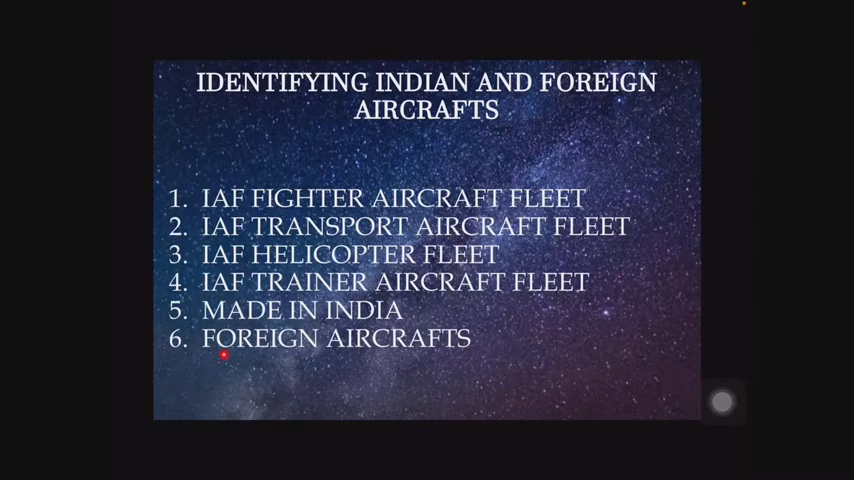 IDENTIFYING INDIAN AND FOREIGN
AIRCRAFTS
1. IAF FIGHTER AIRCRAFT FLEET
2. IAF TRANSPORT AIRCRAFT FLEET
3. IAF HELICOPTER FLEET
4. IAF TRAINER AIRCRAFT FLEET
5. MADE IN INDIA
6. FOREIGN AIRCRAFTS